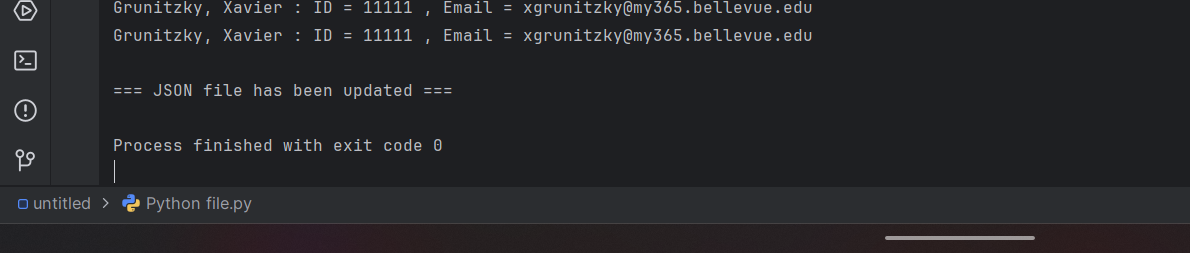 Grunitzky, Xavier : ID = 11111 , Email = xgrunitzky@my365.bellevue.edu
Grunitzky, Xavier : ID = 11111 , Email = xgrunitzky@my365.bellevue.edu
=== JSON file has been updated ===
Process finished with exit code 0
untitled > Python file.py